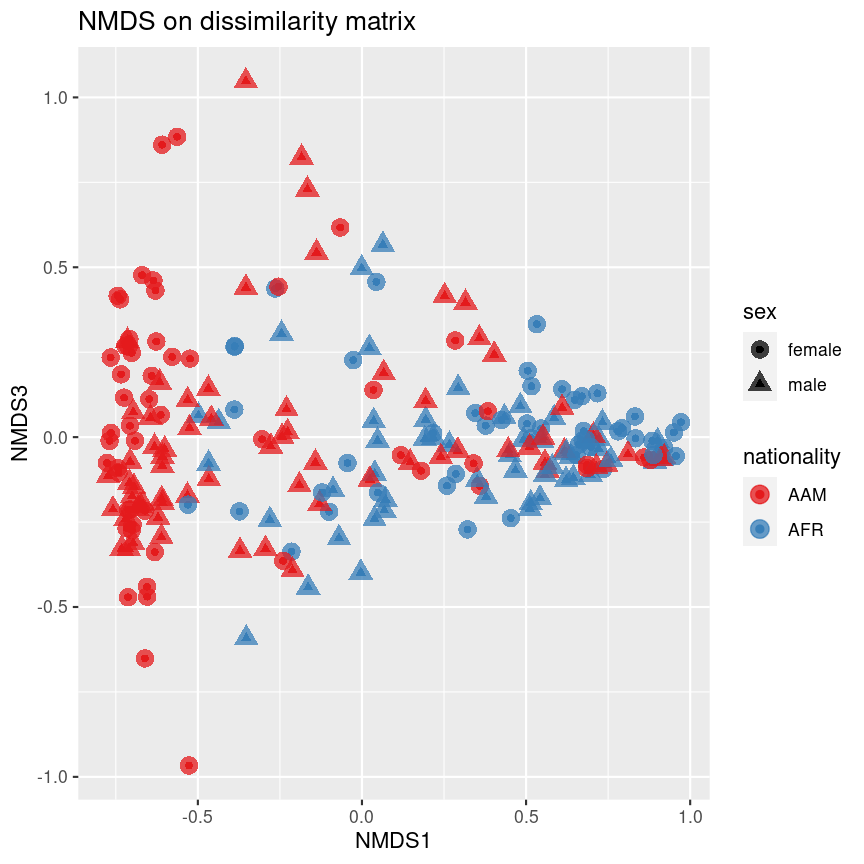 NMDS on dissimilarity matrix
1.0
0.5
0.0
-0.5
-1.0
NMDS3
-0.5
0.0
0.5
1.0
NMDS1
sex
female
male
nationality
AAM
AFR